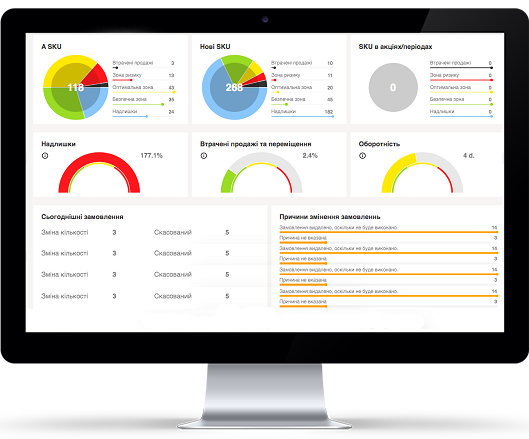 А SKU
118
Втрачені продажі 3
Зона ризику 13
Оптимальна зона 43
Безпечна зона 35
Надлишки 24
Нові SKU
268
Втрачені продажі 10
Зона ризику 11
Оптимальна зона 20
Безпечна зона 45
Надлишки 182
SKU в акціях/періодах
0
Втрачені продажі 0
Зона ризику 0
Оптимальна зона 0
Безпечна зона 0
Надлишки 0
Надлишки
177.1%
Втрачені продажі та переміщення
2.4%
Оборотність
4 d.
Сьогоднішні замовлення
Зміна кількості 3 Скасований 5
Зміна кількості 3 Скасований 5
Зміна кількості 3 Скасований 5
Зміна кількості 3 Скасований 5
Причини змінення замовленнь
Замовлення видалено, оскільки не буде виконано. 14
Причина не вказана 3
Замовлення видалено, оскільки не буде виконано. 14
Причина не вказана 3
Замовлення видалено, оскільки не буде виконано. 14
Причина не вказана 3
Замовлення видалено, оскільки не буде виконано. 14
Причина не вказана 3